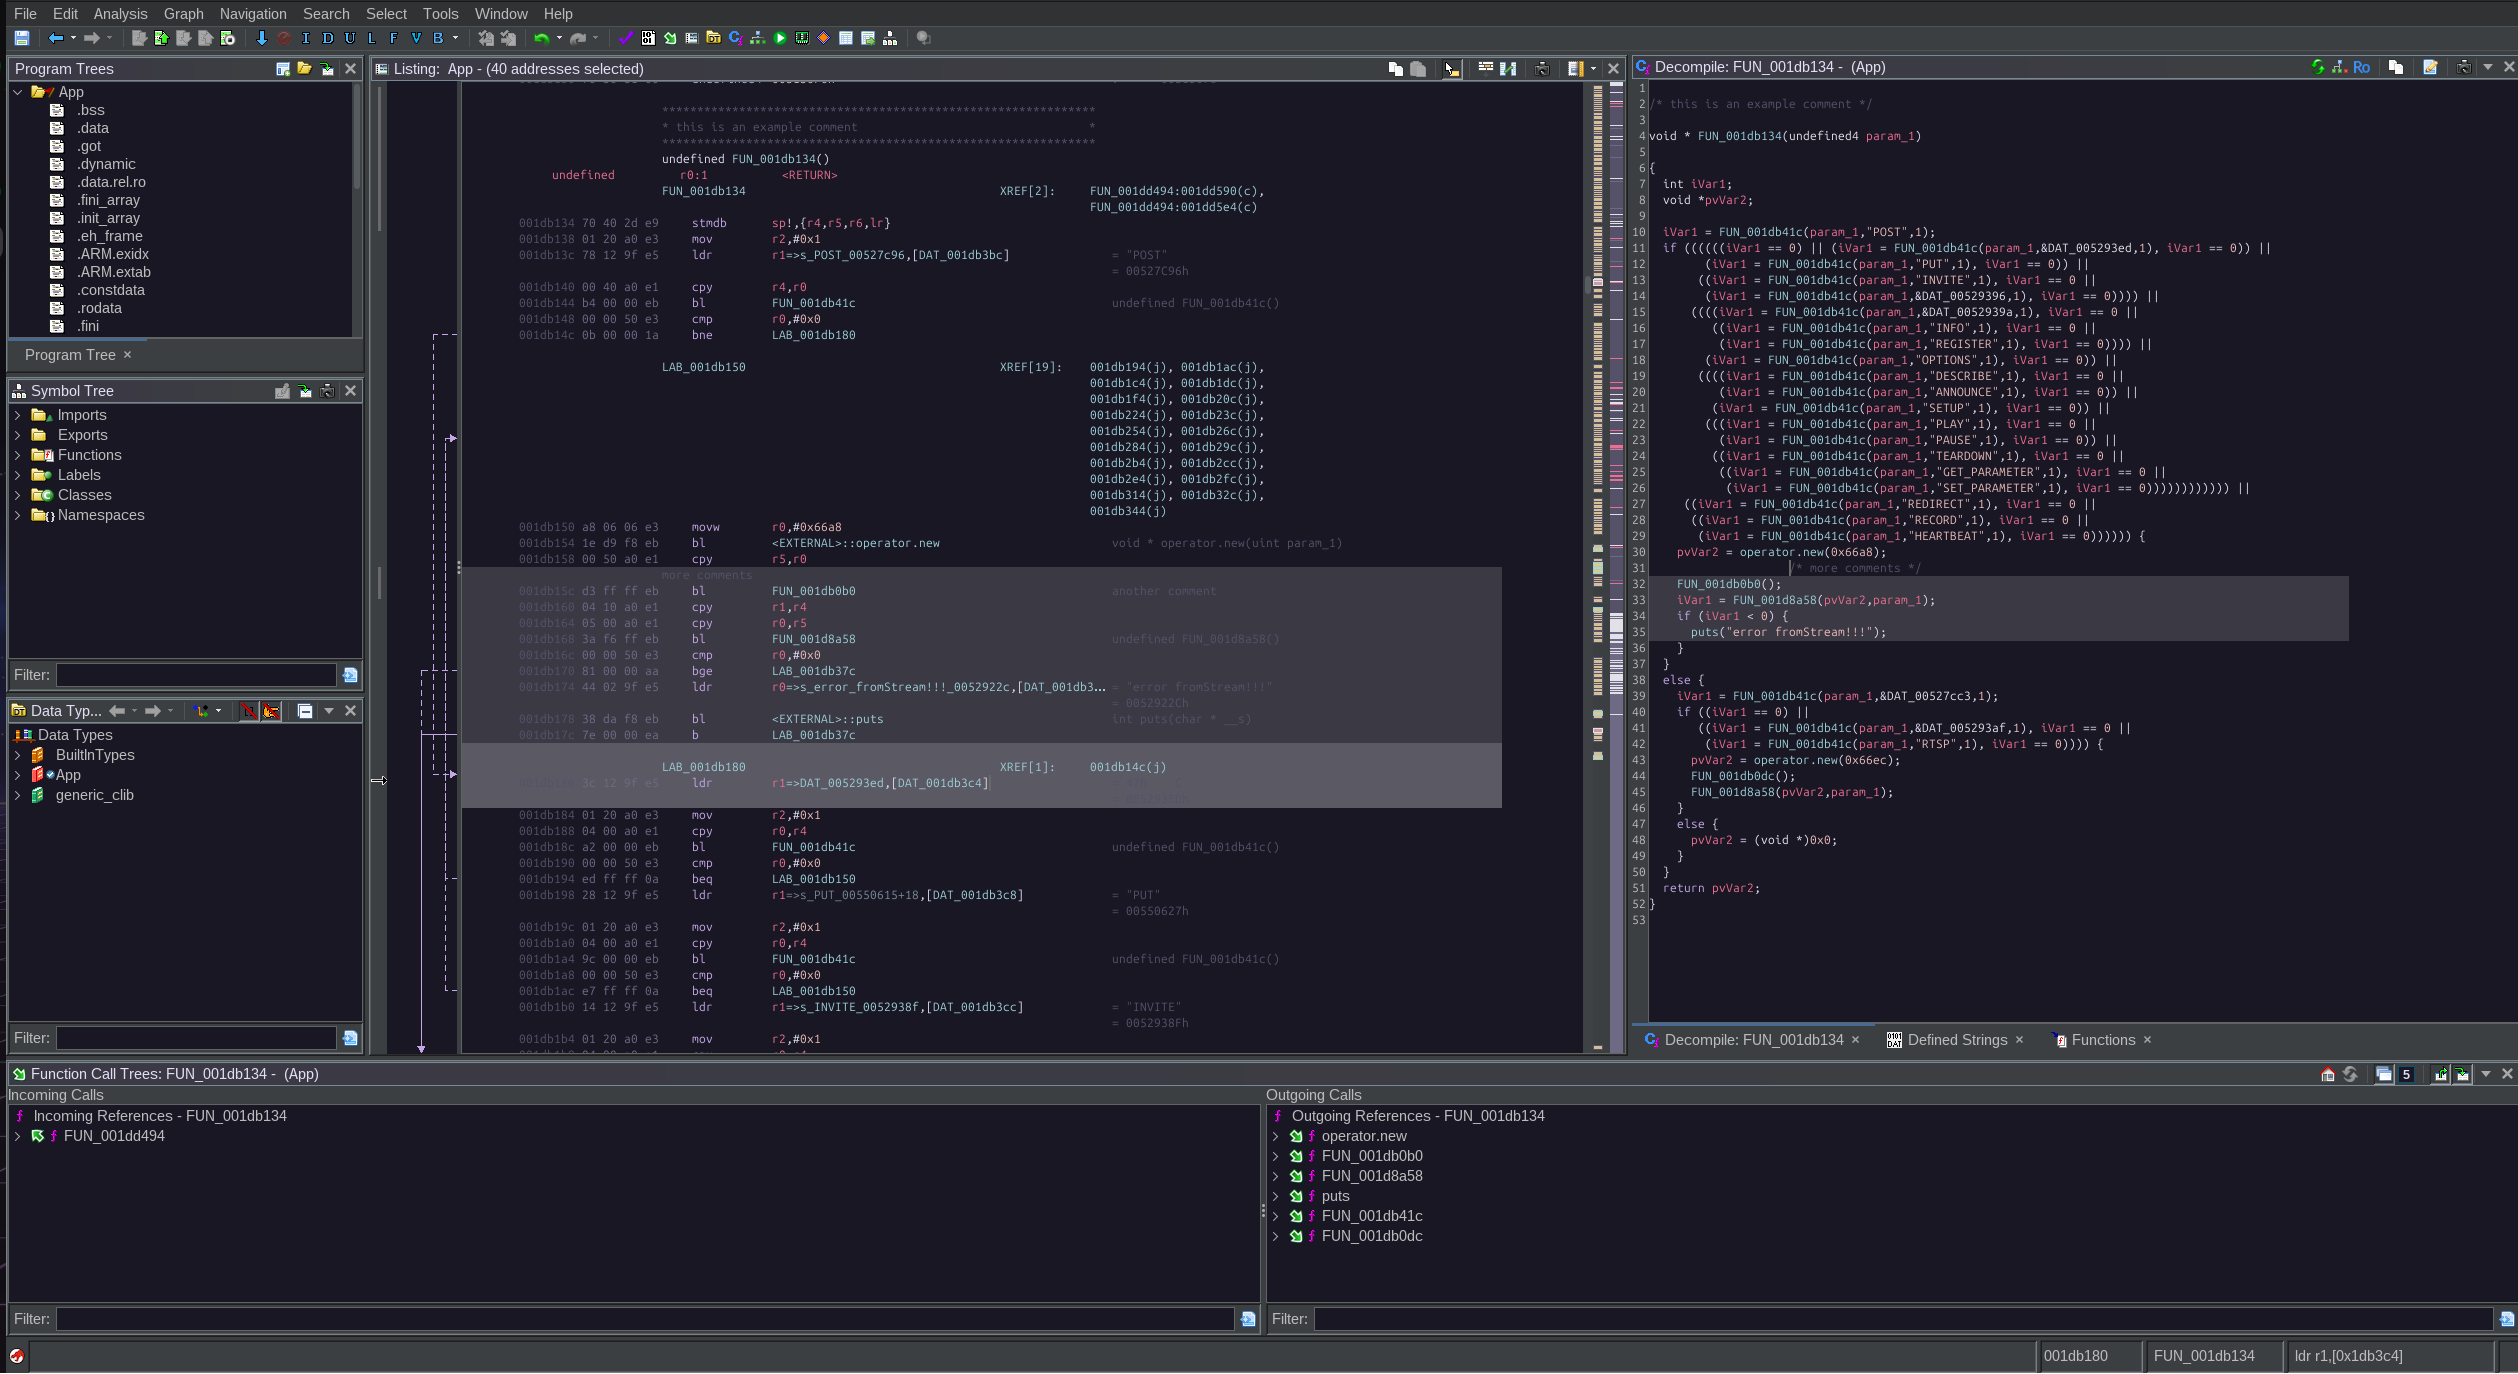 File Edit Analysis Graph Navigation Search Select Tools Window Help
I D U L F V B
Program Trees
App
.bss
.data
.got
.dynamic
.data.rel.ro
.fini_array
.init_array
.eh_frame
.ARM.exidx
.ARM.extab
.constdata
.rodata
.fini
Program Tree ×
Symbol Tree
Imports
Exports
Functions
Labels
Classes
Namespaces
Filter:
Data Typ...
Data Types
BuiltInTypes
App
generic_clib
Filter:
Listing: App - (40 addresses selected)
**************************************************************
* this is an example comment *
**************************************************************
undefined FUN_001db134()
undefined r0:1 <RETURN>
FUN_001db134 XREF[2]: FUN_001dd494:001dd590(c),
FUN_001dd494:001dd5e4(c)
001db134 70 40 2d e9 stmdb sp!,{r4,r5,r6,lr}
001db138 01 20 a0 e3 mov r2,#0x1
001db13c 78 12 9f e5 ldr r1=>s_POST_00527c96,[DAT_001db3bc] = "POST"
= 00527C96h
001db140 00 40 a0 e1 cpy r4,r0
001db144 b4 00 00 eb bl FUN_001db41c undefined FUN_001db41c()
001db148 00 00 50 e3 cmp r0,#0x0
001db14c 0b 00 00 1a bne LAB_001db180
LAB_001db150 XREF[19]: 001db194(j), 001db1ac(j),
001db1c4(j), 001db1dc(j),
001db1f4(j), 001db20c(j),
001db224(j), 001db23c(j),
001db254(j), 001db26c(j),
001db284(j), 001db29c(j),
001db2b4(j), 001db2cc(j),
001db2e4(j), 001db2fc(j),
001db314(j), 001db32c(j),
001db344(j)
001db150 a8 06 06 e3 movw r0,#0x66a8
001db154 1e d9 f8 eb bl <EXTERNAL>::operator.new void * operator.new(uint param_1)
001db158 00 50 a0 e1 cpy r5,r0
more comments
001db15c d3 ff ff eb bl FUN_001db0b0 another comment
001db160 04 10 a0 e1 cpy r1,r4
001db164 05 00 a0 e1 cpy r0,r5
001db168 3a f6 ff eb bl FUN_001d8a58 undefined FUN_001d8a58()
001db16c 00 00 50 e3 cmp r0,#0x0
001db170 81 00 00 aa bge LAB_001db37c
001db174 44 02 9f e5 ldr r0=>s_error_fromStream!!!_0052922c,[DAT_001db3... = "error fromStream!!!"
= 0052922Ch
001db178 38 da f8 eb bl <EXTERNAL>::puts int puts(char * __s)
001db17c 7e 00 00 ea b LAB_001db37c
LAB_001db180 XREF[1]: 001db14c(j)
3c 12 9f e5 ldr r1=>DAT_005293ed,[DAT_001db3c4]
001db184 01 20 a0 e3 mov r2,#0x1
001db188 04 00 a0 e1 cpy r0,r4
001db18c a2 00 00 eb bl FUN_001db41c undefined FUN_001db41c()
001db190 00 00 50 e3 cmp r0,#0x0
001db194 ed ff ff 0a beq LAB_001db150
001db198 28 12 9f e5 ldr r1=>s_PUT_00550615+18,[DAT_001db3c8] = "PUT"
= 00550627h
001db19c 01 20 a0 e3 mov r2,#0x1
001db1a0 04 00 a0 e1 cpy r0,r4
001db1a4 9c 00 00 eb bl FUN_001db41c undefined FUN_001db41c()
001db1a8 00 00 50 e3 cmp r0,#0x0
001db1ac e7 ff ff 0a beq LAB_001db150
001db1b0 14 12 9f e5 ldr r1=>s_INVITE_0052938f,[DAT_001db3cc] = "INVITE"
= 0052938Fh
001db1b4 01 20 a0 e3 mov r2,#0x1
Decompile: FUN_001db134 - (App)
Ro
1
2 /* this is an example comment */
3
4 void * FUN_001db134(undefined4 param_1)
5
6 {
7 int iVar1;
8 void *pvVar2;
9
10 iVar1 = FUN_001db41c(param_1,"POST",1);
11 if ((((((iVar1 == 0) || (iVar1 = FUN_001db41c(param_1,&DAT_005293ed,1), iVar1 == 0)) ||
12 (iVar1 = FUN_001db41c(param_1,"PUT",1), iVar1 == 0)) ||
13 ((iVar1 = FUN_001db41c(param_1,"INVITE",1), iVar1 == 0 ||
14 (iVar1 = FUN_001db41c(param_1,&DAT_00529396,1), iVar1 == 0)))) ||
15 ((((iVar1 = FUN_001db41c(param_1,&DAT_0052939a,1), iVar1 == 0 ||
16 ((iVar1 = FUN_001db41c(param_1,"INFO",1), iVar1 == 0 ||
17 (iVar1 = FUN_001db41c(param_1,"REGISTER",1), iVar1 == 0)))) ||
18 (iVar1 = FUN_001db41c(param_1,"OPTIONS",1), iVar1 == 0)) ||
19 ((((iVar1 = FUN_001db41c(param_1,"DESCRIBE",1), iVar1 == 0 ||
20 (iVar1 = FUN_001db41c(param_1,"ANNOUNCE",1), iVar1 == 0)) ||
21 (iVar1 = FUN_001db41c(param_1,"SETUP",1), iVar1 == 0)) ||
22 (((iVar1 = FUN_001db41c(param_1,"PLAY",1), iVar1 == 0 ||
23 (iVar1 = FUN_001db41c(param_1,"PAUSE",1), iVar1 == 0)) ||
24 ((iVar1 = FUN_001db41c(param_1,"TEARDOWN",1), iVar1 == 0 ||
25 ((iVar1 = FUN_001db41c(param_1,"GET_PARAMETER",1), iVar1 == 0 ||
26 (iVar1 = FUN_001db41c(param_1,"SET_PARAMETER",1), iVar1 == 0)))))))))))) ||
27 ((iVar1 = FUN_001db41c(param_1,"REDIRECT",1), iVar1 == 0 ||
28 ((iVar1 = FUN_001db41c(param_1,"RECORD",1), iVar1 == 0 ||
29 (iVar1 = FUN_001db41c(param_1,"HEARTBEAT",1), iVar1 == 0)))))) {
30 pvVar2 = operator.new(0x66a8);
31 /* more comments */
32 FUN_001db0b0();
33 iVar1 = FUN_001d8a58(pvVar2,param_1);
34 if (iVar1 < 0) {
35 puts("error fromStream!!!");
36 }
37 }
38 else {
39 iVar1 = FUN_001db41c(param_1,&DAT_00527cc3,1);
40 if ((iVar1 == 0) ||
41 ((iVar1 = FUN_001db41c(param_1,&DAT_005293af,1), iVar1 == 0 ||
42 (iVar1 = FUN_001db41c(param_1,"RTSP",1), iVar1 == 0)))) {
43 pvVar2 = operator.new(0x66ec);
44 FUN_001db0dc();
45 FUN_001d8a58(pvVar2,param_1);
46 }
47 else {
48 pvVar2 = (void *)0x0;
49 }
50 }
51 return pvVar2;
52 }
53
Decompile: FUN_001db134 × Defined Strings × Functions ×
Function Call Trees: FUN_001db134 - (App)
5
Incoming Calls
Incoming References - FUN_001db134
FUN_001dd494
Filter:
Outgoing Calls
Outgoing References - FUN_001db134
operator.new
FUN_001db0b0
FUN_001d8a58
puts
FUN_001db41c
FUN_001db0dc
Filter:
001db180 FUN_001db134 ldr r1,[0x1db3c4]